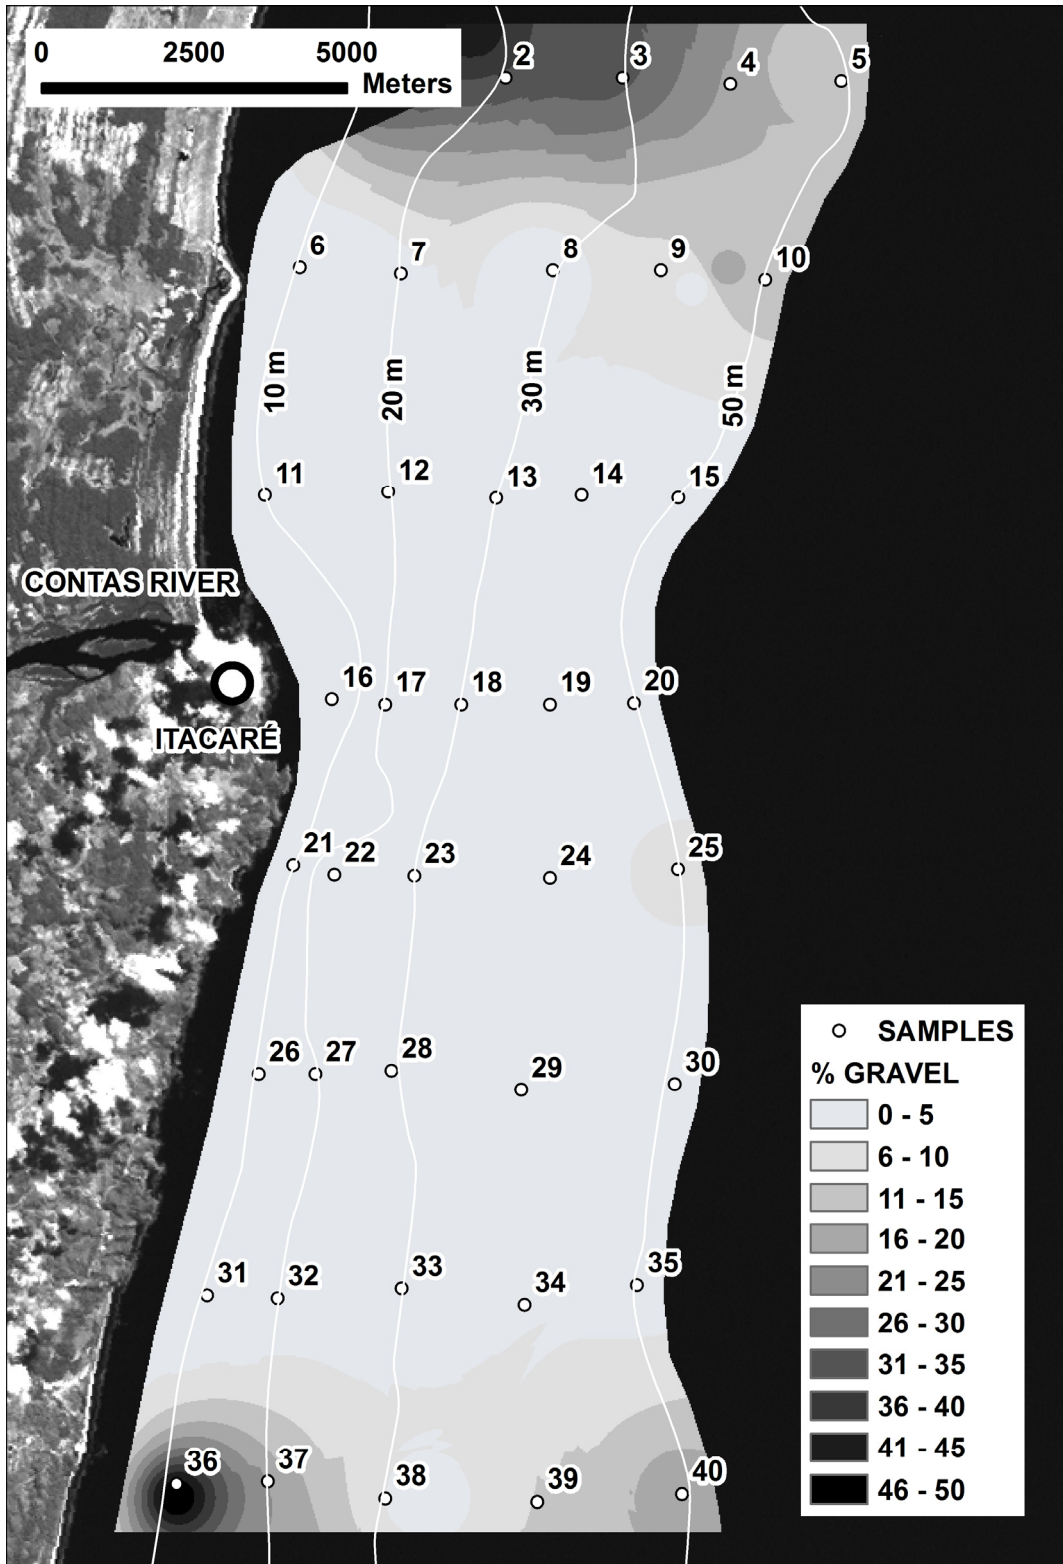 0 2500 5000
Meters
2 3 4 5
6 7 8 9 10
10 m 20 m 30 m 50 m
11 12 13 14 15
CONTAS RIVER
16 17 18 19 20
ITACARÉ
21 22 23 24 25
26 27 28 29 30
31 32 33 34 35
36 37 38 39 40
SAMPLES
% GRAVEL
0 - 5
6 - 10
11 - 15
16 - 20
21 - 25
26 - 30
31 - 35
36 - 40
41 - 45
46 - 50